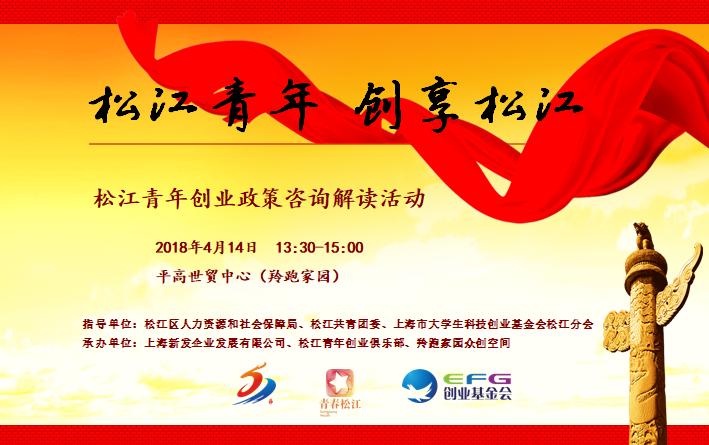 松江青年 创享松江
松江青年创业政策咨询解读活动
2018年4月14日 13:30-15:00
平高世贸中心（羚跑家园）
指导单位：松江区人力资源和社会保障局、松江共青团委、上海市大学生科技创业基金会松江分会
承办单位：上海新发企业发展有限公司、松江青年创业俱乐部、羚跑家园众创空间
青春松江
EFG
创业基金会